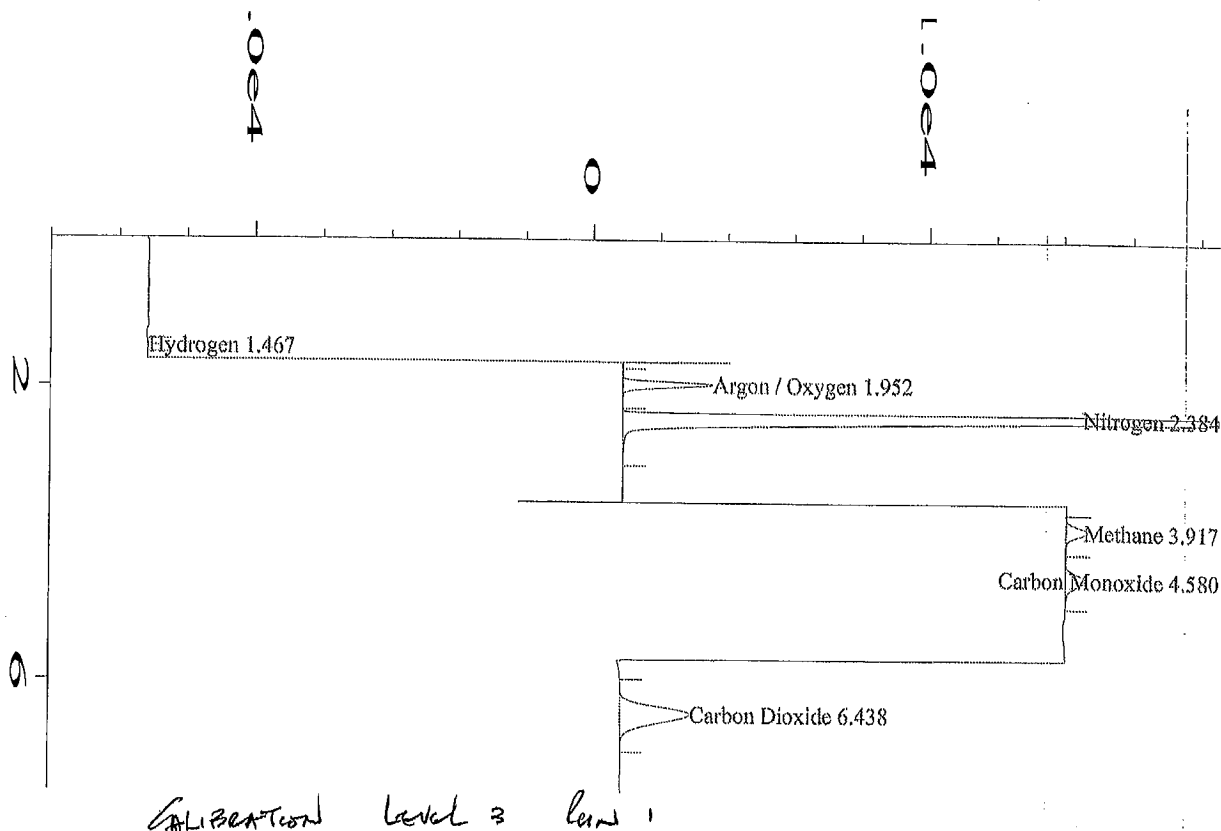 .0e4
1.0e4
0
Hydrogen 1.467
2
Argon / Oxygen 1.952
Nitrogen 2.384
Methane 3.917
Carbon Monoxide 4.580
6
Carbon Dioxide 6.438
CALIBRATION LEVEL 3 RUN 1